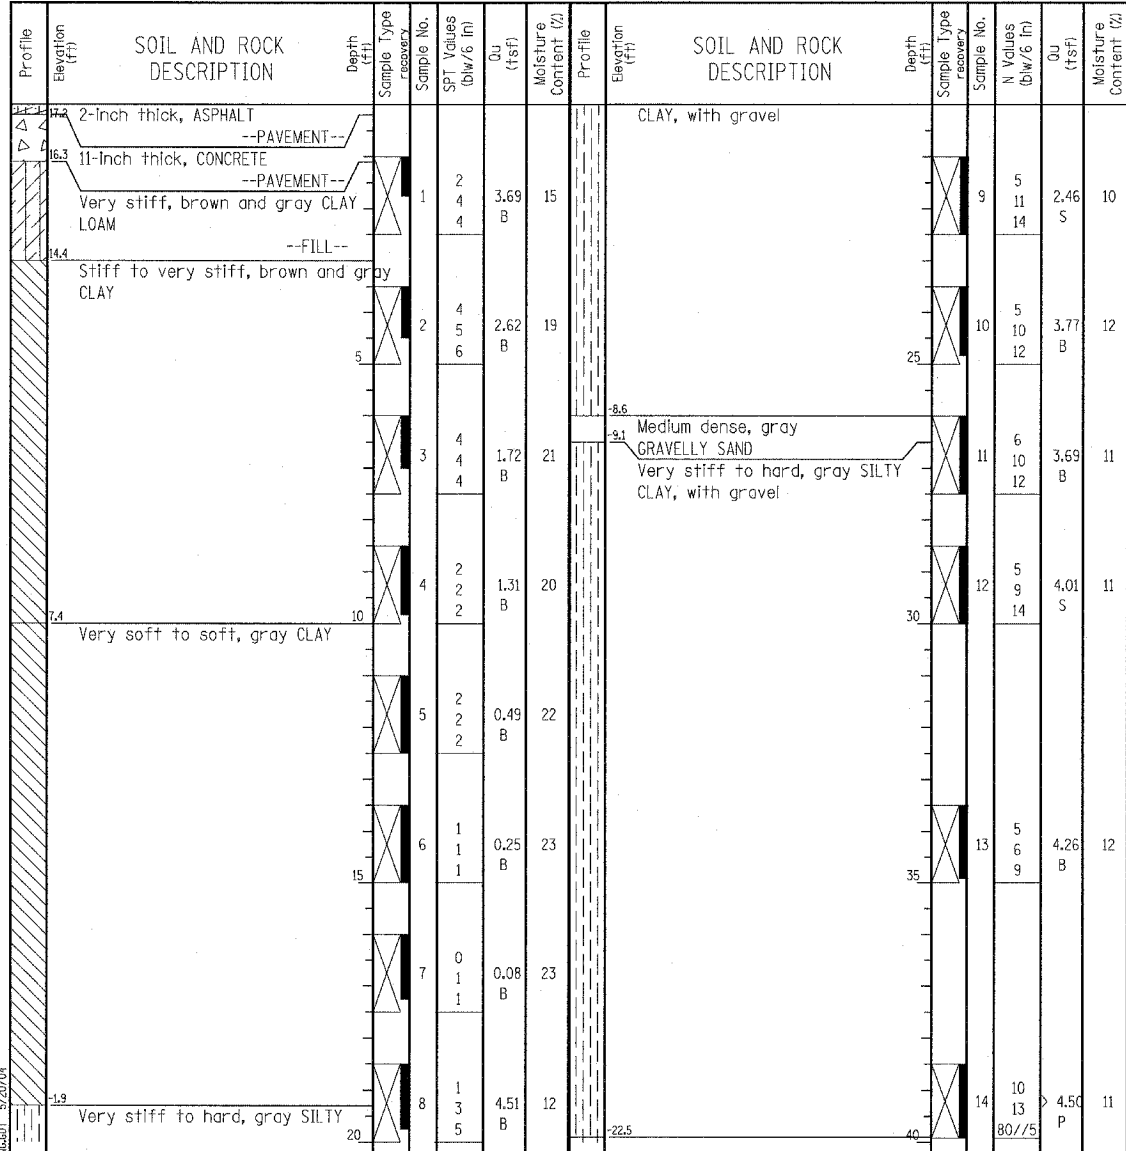 Profile
Elevation (ft)
SOIL AND ROCK
DESCRIPTION
Depth (ft)
Sample Type
recovery
Sample No.
SPT Values (blw/6 in)
Qu (tsf)
Moisture Content (%)
17.2 2-inch thick, ASPHALT
--PAVEMENT--
16.3 11-inch thick, CONCRETE
--PAVEMENT--
Very stiff, brown and gray CLAY
LOAM
--FILL--
1
2
4
4
3.69
B
15
14.4
Stiff to very stiff, brown and gray
CLAY
2
4
5
6
2.62
B
19
5
3
4
4
4
1.72
B
21
4
2
2
2
1.31
B
20
7.4
10
Very soft to soft, gray CLAY
5
2
2
2
0.49
B
22
6
1
1
1
0.25
B
23
15
7
0
1
1
0.08
B
23
-1.9
Very stiff to hard, gray SILTY
8
1
3
5
4.51
B
12
20
5/20/04
Profile
Elevation (ft)
SOIL AND ROCK
DESCRIPTION
Depth (ft)
Sample Type
recovery
Sample No.
N Values (blw/6 in)
Qu (tsf)
Moisture Content (%)
CLAY, with gravel
9
5
11
14
2.46
S
10
10
5
10
12
3.77
B
12
25
-8.6
Medium dense, gray
-9.1
GRAVELLY SAND
Very stiff to hard, gray SILTY
CLAY, with gravel
11
6
10
12
3.69
B
11
12
5
9
14
4.01
S
11
30
13
5
6
9
4.26
B
12
35
14
10
13
80//5
> 4.50
P
11
-22.5
40